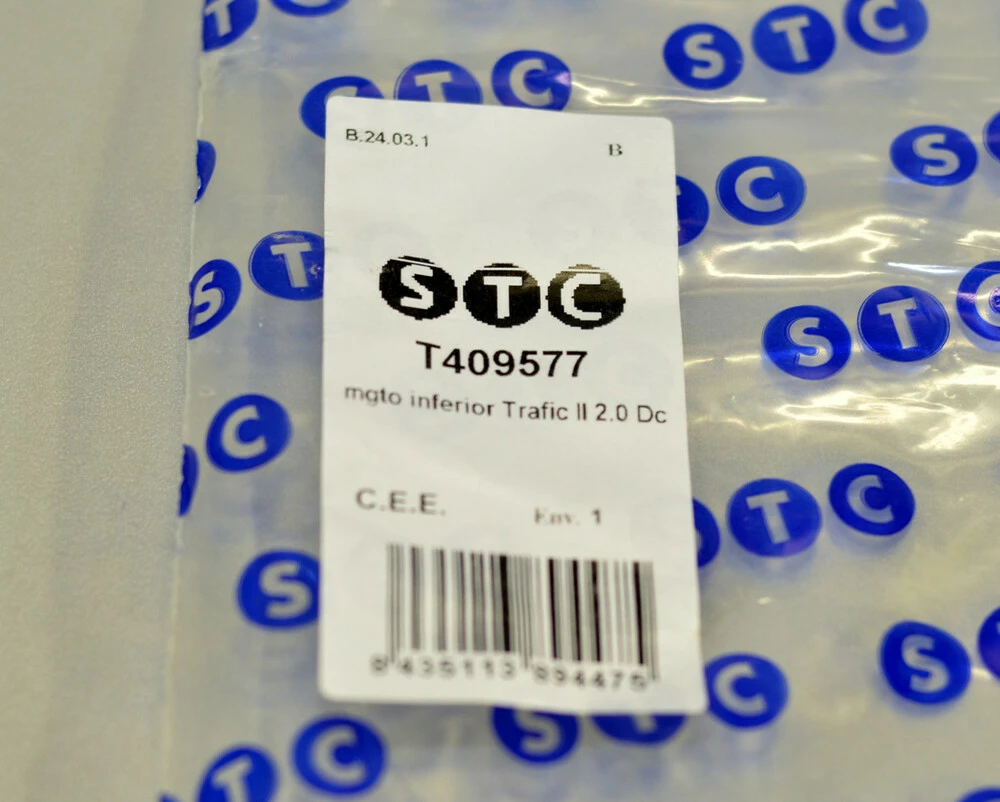 B.24.03.1 B
STC
T409577
mgto inferior Trafic II 2.0 Dc
C.E.E. Env. 1